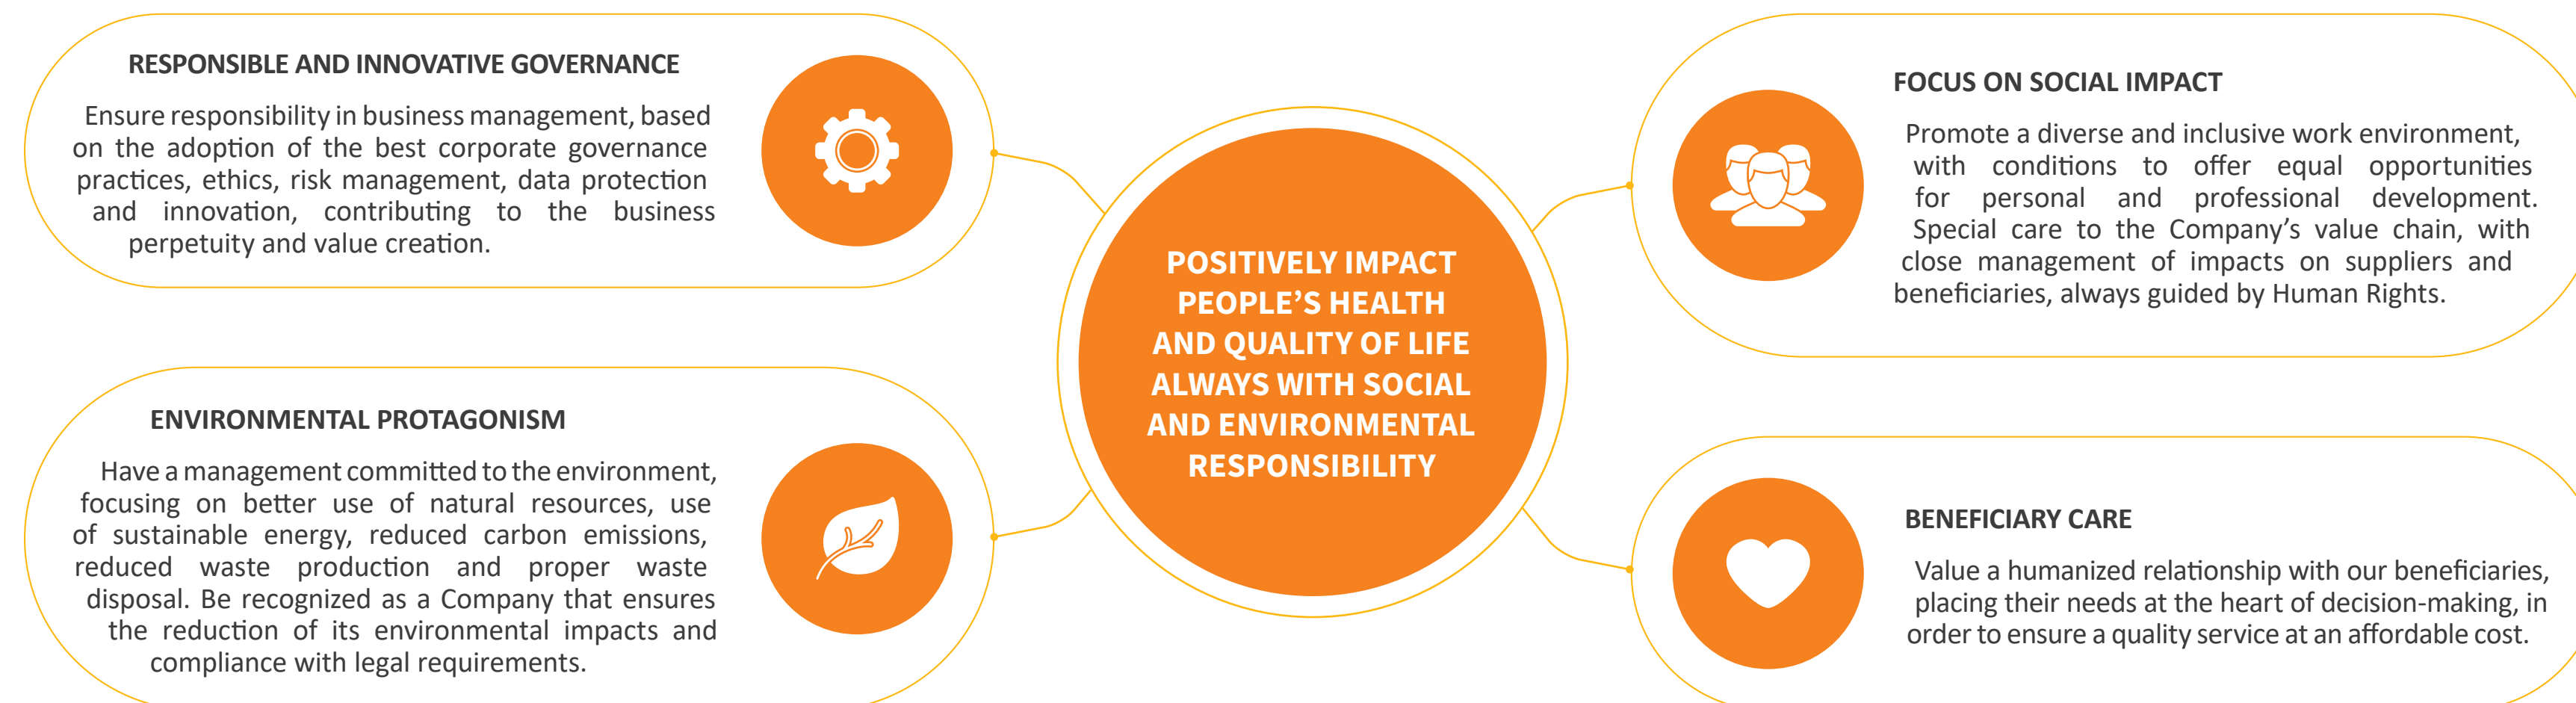 RESPONSIBLE AND INNOVATIVE GOVERNANCE
Ensure responsibility in business management, based
on the adoption of the best corporate governance
practices, ethics, risk management, data protection
and innovation, contributing to the business
perpetuity and value creation.
ENVIRONMENTAL PROTAGONISM
Have a management committed to the environment,
focusing on better use of natural resources, use
of sustainable energy, reduced carbon emissions,
reduced waste production and proper waste
disposal. Be recognized as a Company that ensures
the reduction of its environmental impacts and
compliance with legal requirements.
POSITIVELY IMPACT
PEOPLE’S HEALTH
AND QUALITY OF LIFE
ALWAYS WITH SOCIAL
AND ENVIRONMENTAL
RESPONSIBILITY
FOCUS ON SOCIAL IMPACT
Promote a diverse and inclusive work environment,
with conditions to offer equal opportunities
for personal and professional development.
Special care to the Company’s value chain, with
close management of impacts on suppliers and
beneficiaries, always guided by Human Rights.
BENEFICIARY CARE
Value a humanized relationship with our beneficiaries,
placing their needs at the heart of decision-making, in
order to ensure a quality service at an affordable cost.